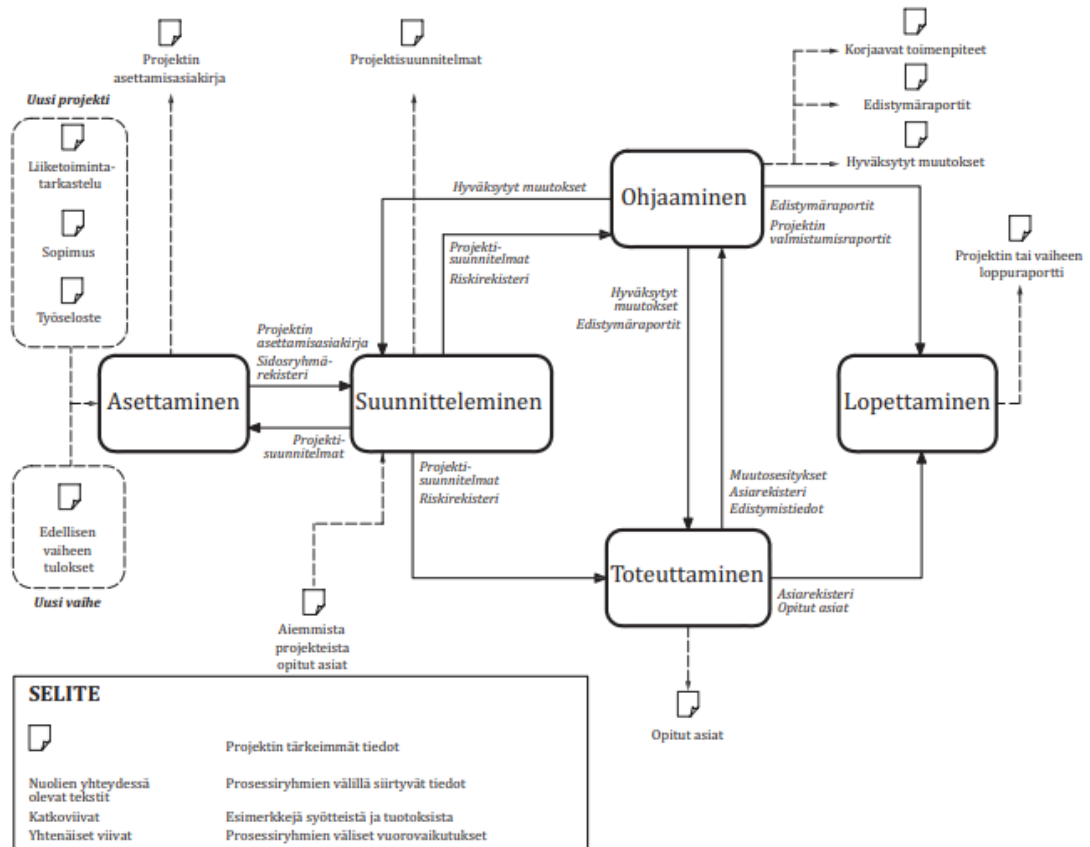 Projektin
asettamisasiakirja
Projektisuunnitelmat
Korjaavat toimenpiteet
Edistymäraportit
Hyväksytyt muutokset
Uusi projekti
Liiketoiminta-
tarkastelu
Sopimus
Työseloste
Hyväksytyt muutokset
Ohjaaminen
Edistymäraportit
Projektin
valmistumisraportit
Projekti-
suunnitelmat
Riskirekisteri
Projektin tai vaiheen
loppuraportti
Hyväksytyt
muutokset
Edistymäraportit
Projektin
asettamisasiakirja
Sidosryhmä-
rekisteri
Asettaminen
Suunnitteleminen
Lopettaminen
Projekti-
suunnitelmat
Projekti-
suunnitelmat
Riskirekisteri
Muutosesitykset
Asiarekisteri
Edistymistiedot
Edellisen
vaiheen
tulokset
Uusi vaihe
Toteuttaminen
Asiarekisteri
Opitut asiat
Aiemmista
projekteista
opitut asiat
Opitut asiat
SELITE
Projektin tärkeimmät tiedot
Nuolien yhteydessä
olevat tekstit
Prosessiryhmien välillä siirtyvät tiedot
Katkoviivat
Esimerkkejä syötteistä ja tuotoksista
Yhtenäiset viivat
Prosessiryhmien väliset vuorovaikutukset